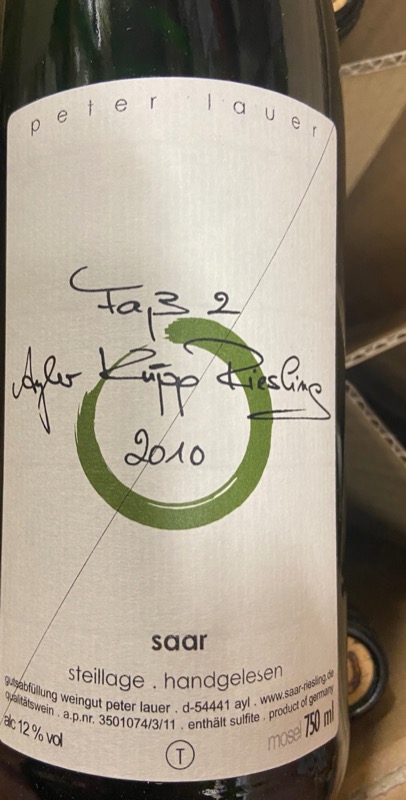 peter lauer
Faß 2
Ayler Kupp Riesling
2010
saar
steillage . handgelesen
gutsabfüllung weingut peter lauer . d-54441 ayl . www.saar-riesling.de
qualitätswein . a.p.nr. 3501074/3/11 . enthält sulfite . product of germany
alc 12 % vol
mosel 750 ml
T